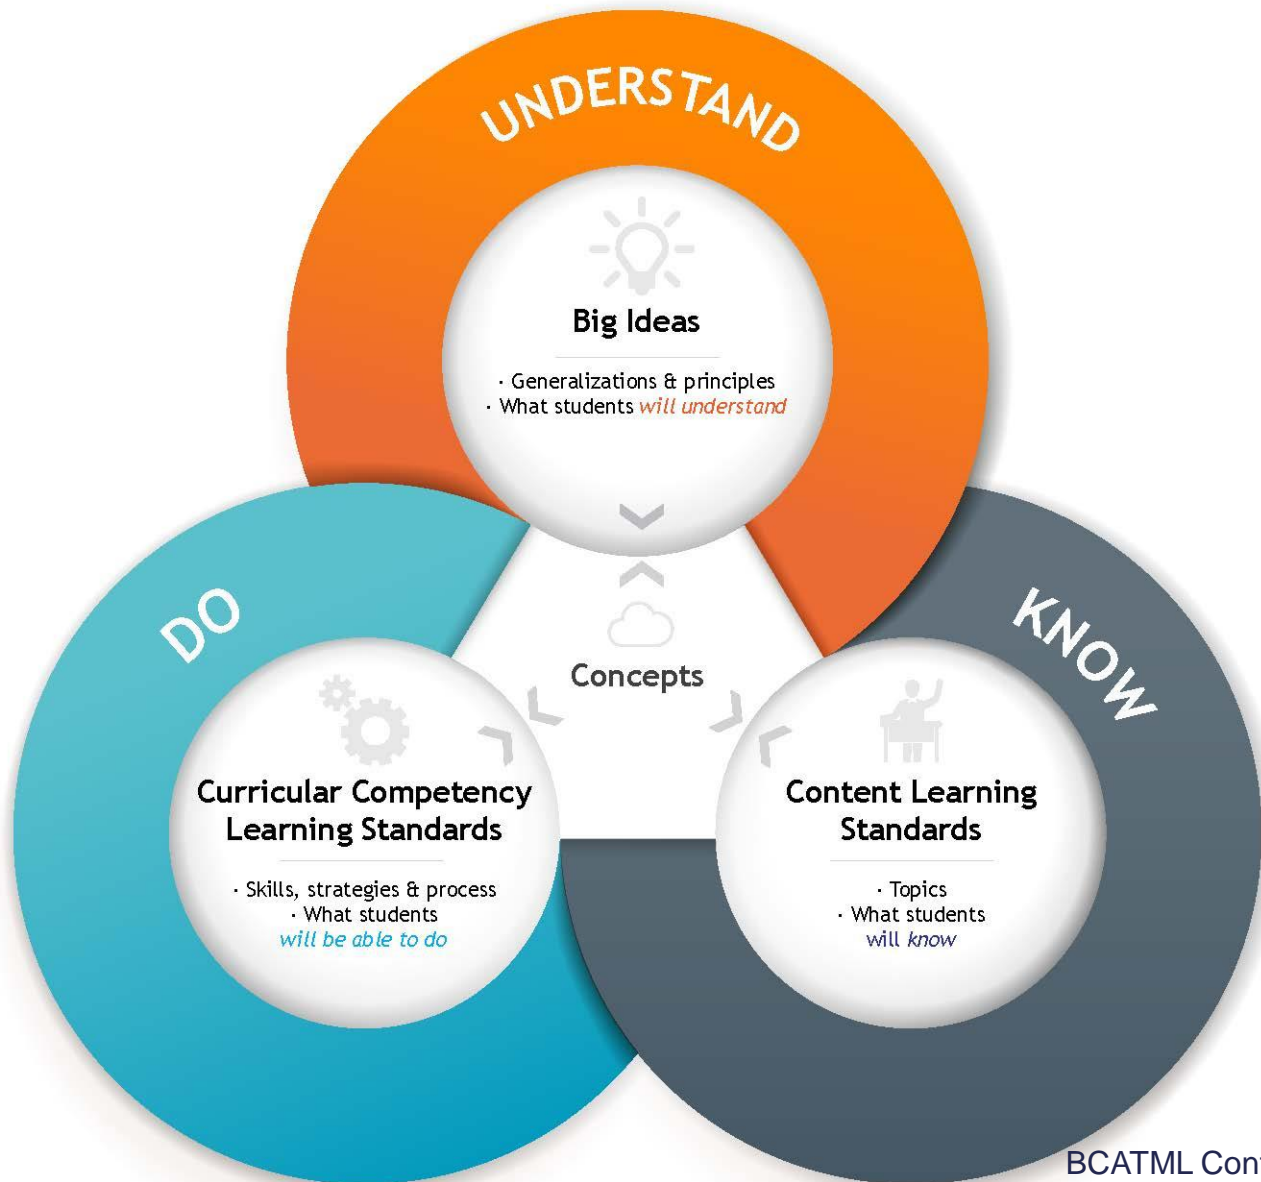 UNDERSTAND
Big Ideas
· Generalizations & principles
· What students will understand
DO
KNOW
Concepts
Curricular Competency
Learning Standards
· Skills, strategies & process
· What students
will be able to do
Content Learning
Standards
· Topics
· What students
will know
BCATML